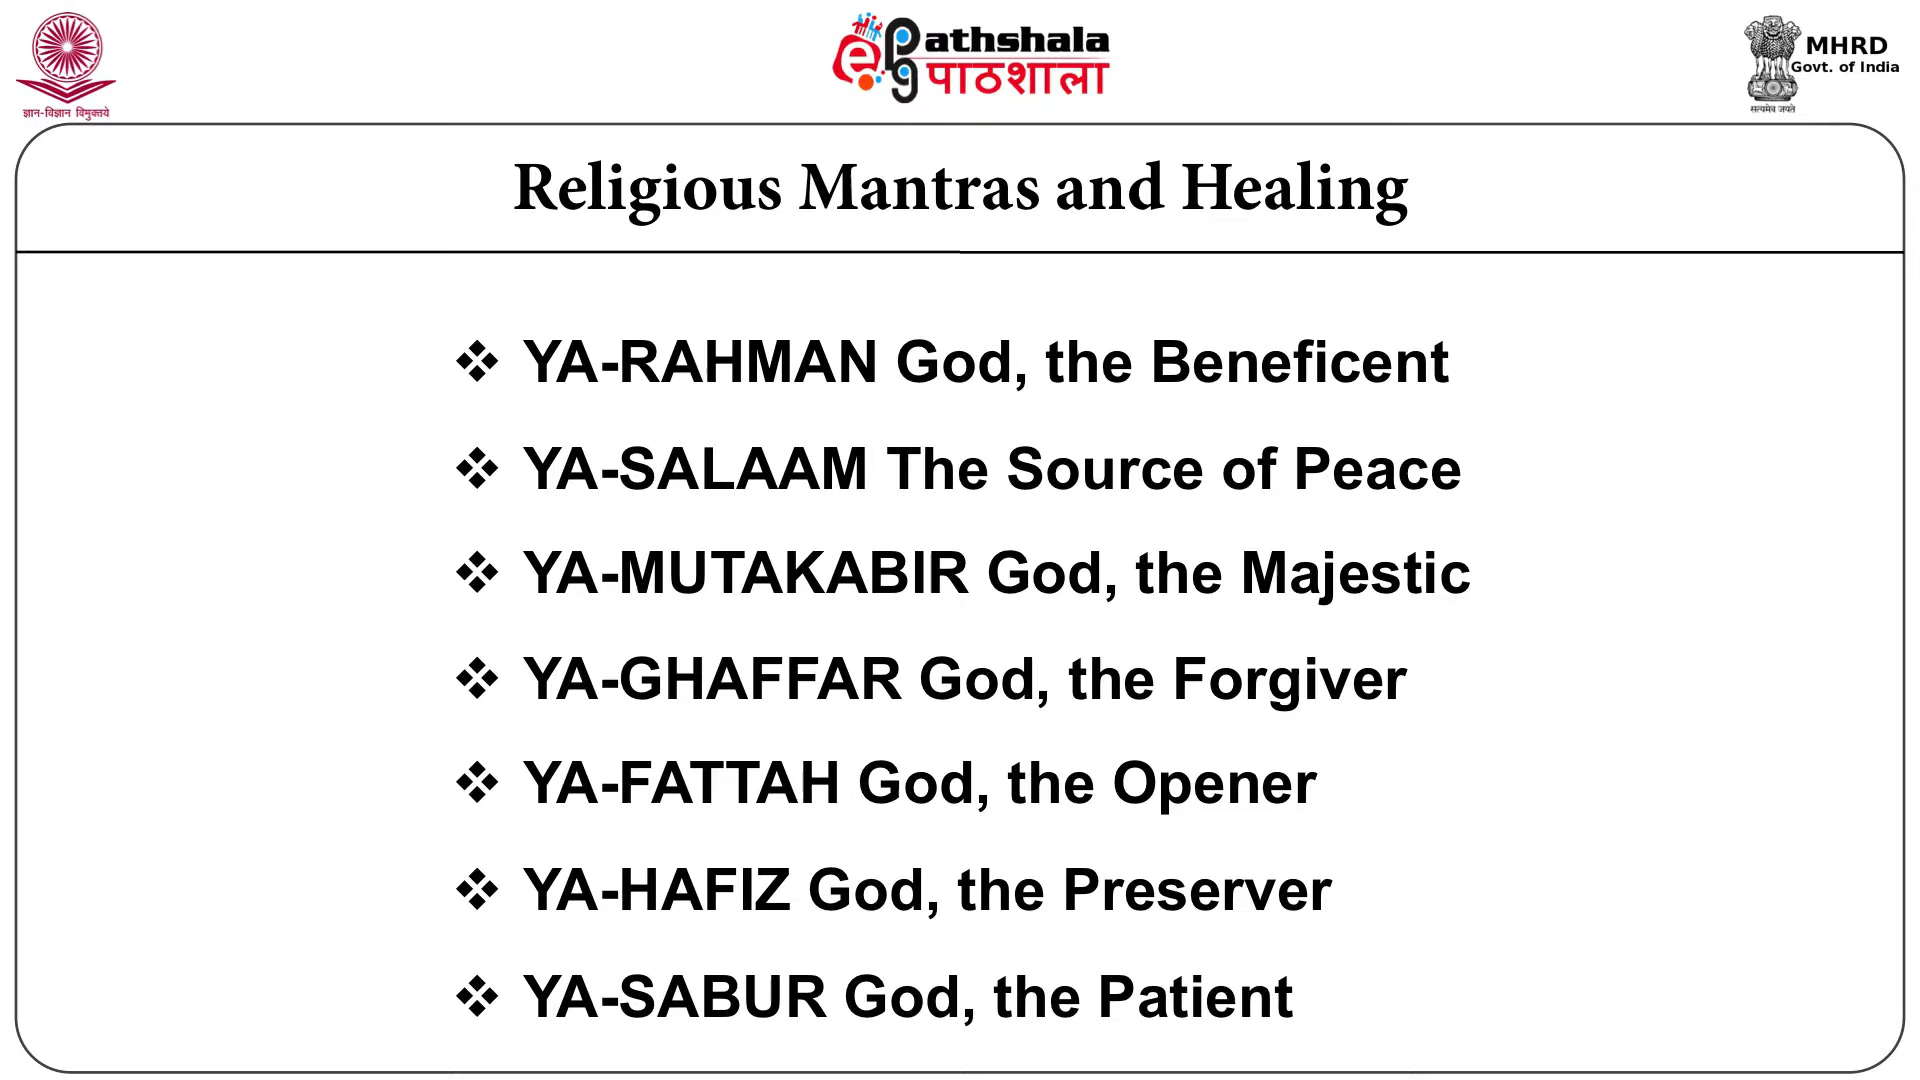 ज्ञान-विज्ञान विमुक्तये
ePathshala
पाठशाला
MHRD
Govt. of India
सत्यमेव जयते
Religious Mantras and Healing
❖ YA-RAHMAN God, the Beneficent
❖ YA-SALAAM The Source of Peace
❖ YA-MUTAKABIR God, the Majestic
❖ YA-GHAFFAR God, the Forgiver
❖ YA-FATTAH God, the Opener
❖ YA-HAFIZ God, the Preserver
❖ YA-SABUR God, the Patient